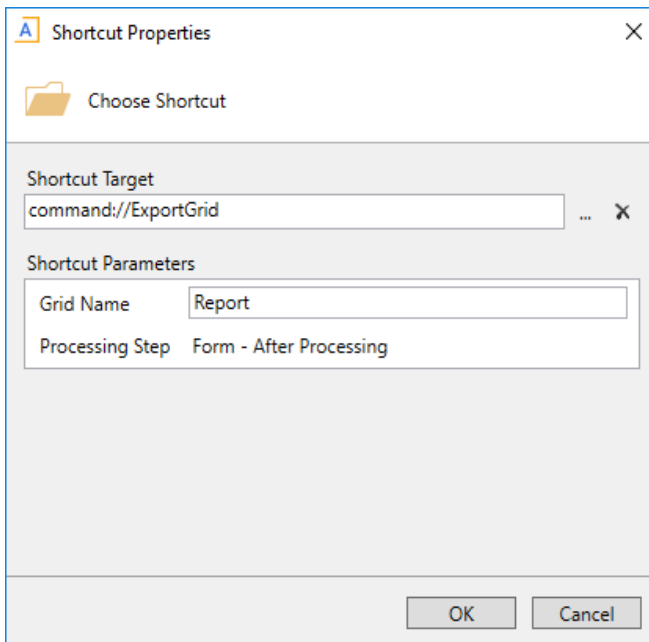 A Shortcut Properties
Choose Shortcut
Shortcut Target
command://ExportGrid
...
Shortcut Parameters
Grid Name Report
Processing Step Form - After Processing
OK Cancel